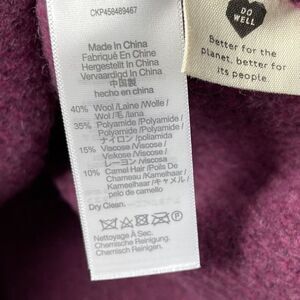 CKP458489467
Made In China
Fabriqué En Chine
Hergestellt In China
Vervaardigd In China
中国製
hecho en china
40% Wool /Laine /Wolle /
Wol /毛 /lana
35% Polyamide /Polyamide /
Polyamid /Polyamide /
ナイロン /poliamida
15% Viscose /Viscose /
Viskose /Viscose /
レーヨン /viscosa
10% Camel Hair /Poils De
Chameau /Kamelhaar /
Kameelhaar /キャメル /
pelo de camello
Dry Clean.
Nettoyage À Sec.
Chemische Reinigung.
Chemische Reinigen.
DO
WELL
Better for the
planet, better for
its people.